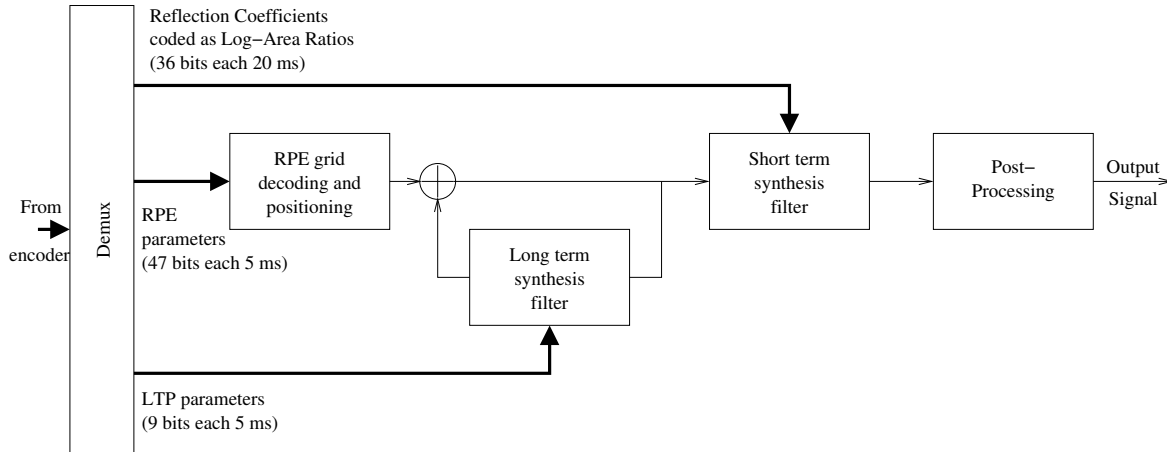 Reflection Coefficients
coded as Log−Area Ratios
(36 bits each 20 ms)
From
encoder
Demux
RPE grid
decoding and
positioning
RPE
parameters
(47 bits each 5 ms)
Long term
synthesis
filter
Short term
synthesis
filter
Post−
Processing
Output
Signal
LTP parameters
(9 bits each 5 ms)